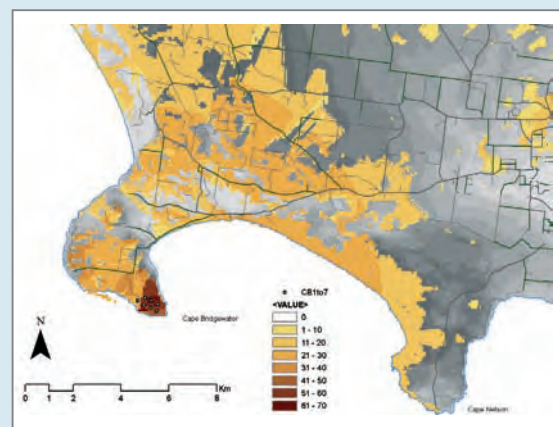 CB1to7
<VALUE>
0
1 - 10
11 - 20
21 - 30
31 - 40
41 - 50
51 - 60
61 - 70
Cape Bridgewater
N
0 1 2 4 6 8
Km
Cape Nelson